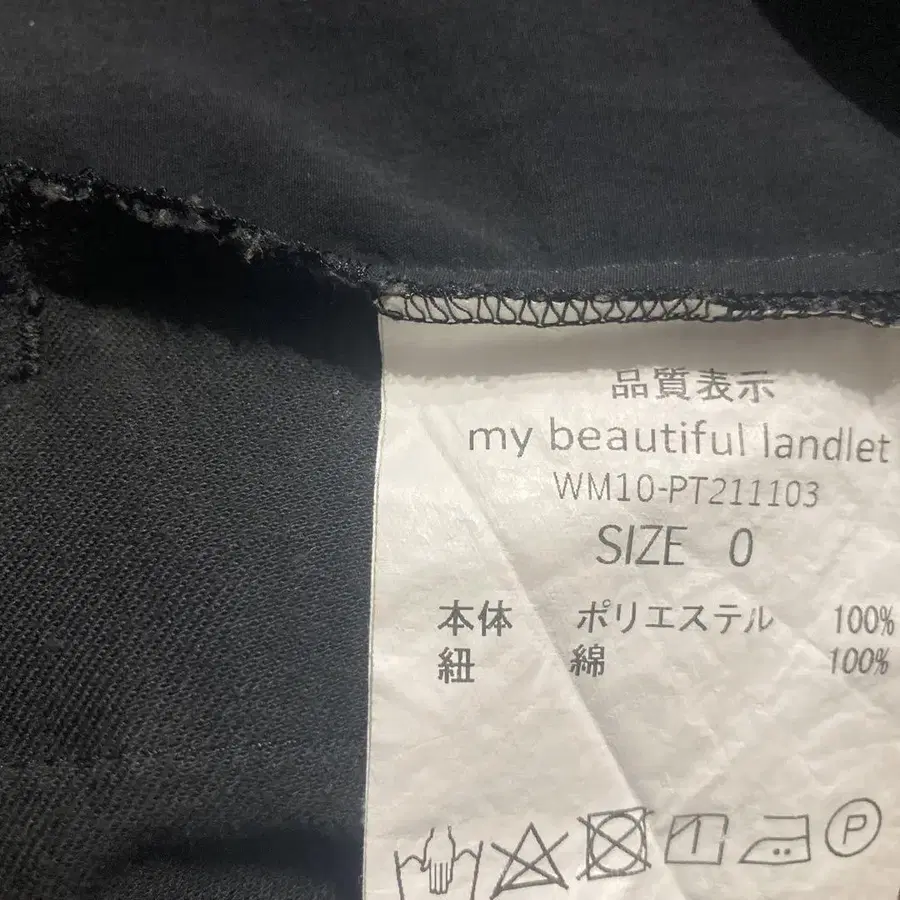 品質表示
my beautiful landlet
WM10-PT211103
SIZE 0
本体 ポリエステル 100%
紐 綿 100%
P